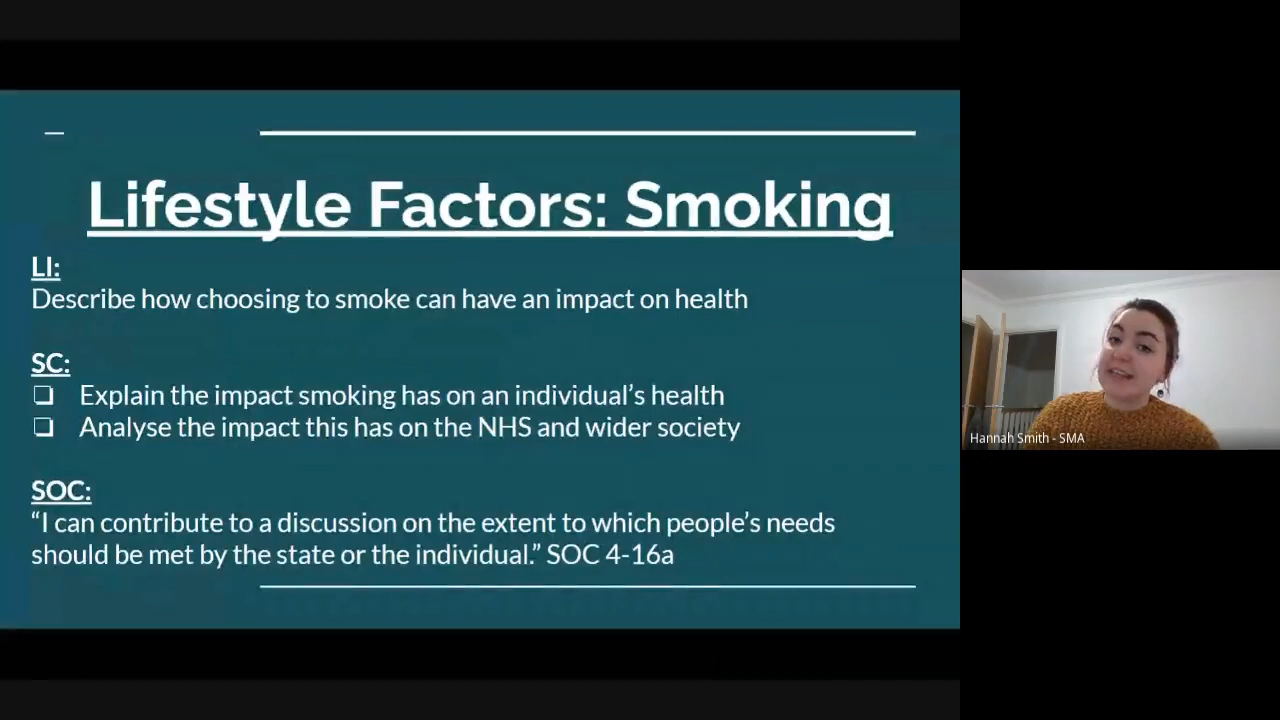 Lifestyle Factors: Smoking
LI:
Describe how choosing to smoke can have an impact on health
SC:
❏ Explain the impact smoking has on an individual’s health
❏ Analyse the impact this has on the NHS and wider society
SOC:
“I can contribute to a discussion on the extent to which people’s needs
should be met by the state or the individual.” SOC 4-16a
Hannah Smith - SMA